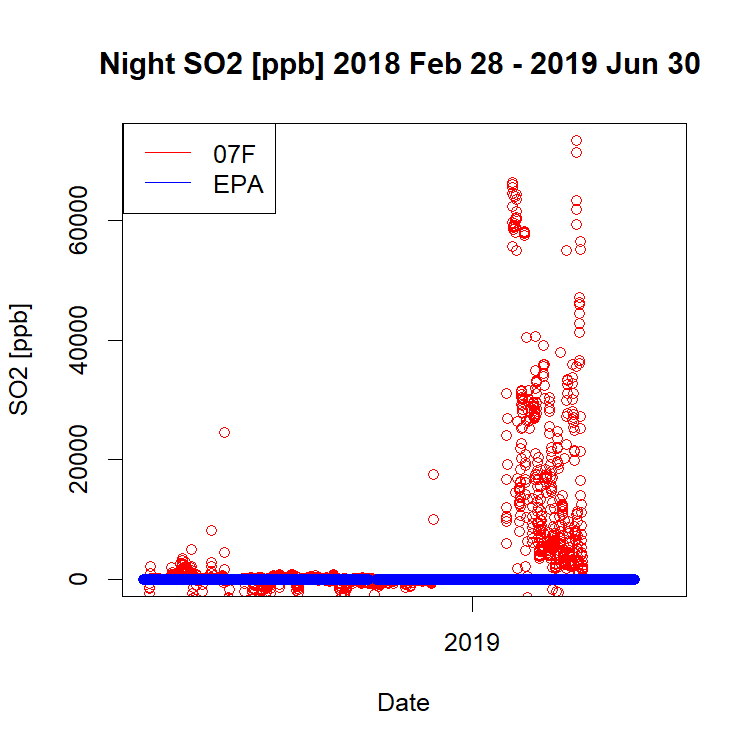 Night SO2 [ppb] 2018 Feb 28 - 2019 Jun 30
07F
EPA
60000
40000
20000
0
SO2 [ppb]
2019
Date